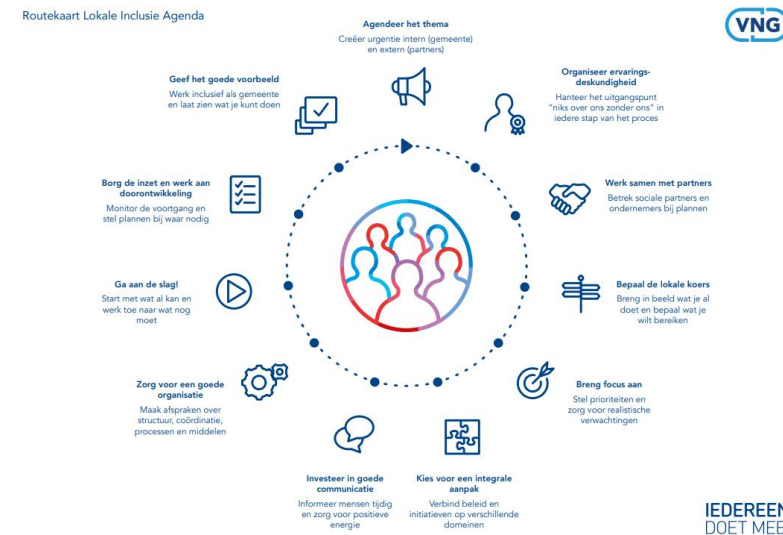 Routekaart Lokale Inclusie Agenda
VNG
Agendeer het thema
Creëer urgentie intern (gemeente)
en extern (partners)
Organiseer ervarings-
deskundigheid
Hanteer het uitgangspunt
"niks over ons zonder ons" in
iedere stap van het proces
Werk samen met partners
Betrek sociale partners en
ondernemers bij plannen
Bepaal de lokale koers
Breng in beeld wat je al
doet en bepaal wat je
wilt bereiken
Breng focus aan
Stel prioriteiten en
zorg voor realistische
verwachtingen
Kies voor een integrale
aanpak
Verbind beleid en
initiatieven op verschillende
domeinen
Investeer in goede
communicatie
Informeer mensen tijdig
en zorg voor positieve
energie
Zorg voor een goede
organisatie
Maak afspraken over
structuur, coördinatie,
processen en middelen
Ga aan de slag!
Start met wat al kan en
werk toe naar wat nog
moet
Borg de inzet en werk aan
doorontwikkeling
Monitor de voortgang en
stel plannen bij waar nodig
Geef het goede voorbeeld
Werk inclusief als gemeente
en laat zien wat je kunt doen
IEDEREEN
DOET MEE